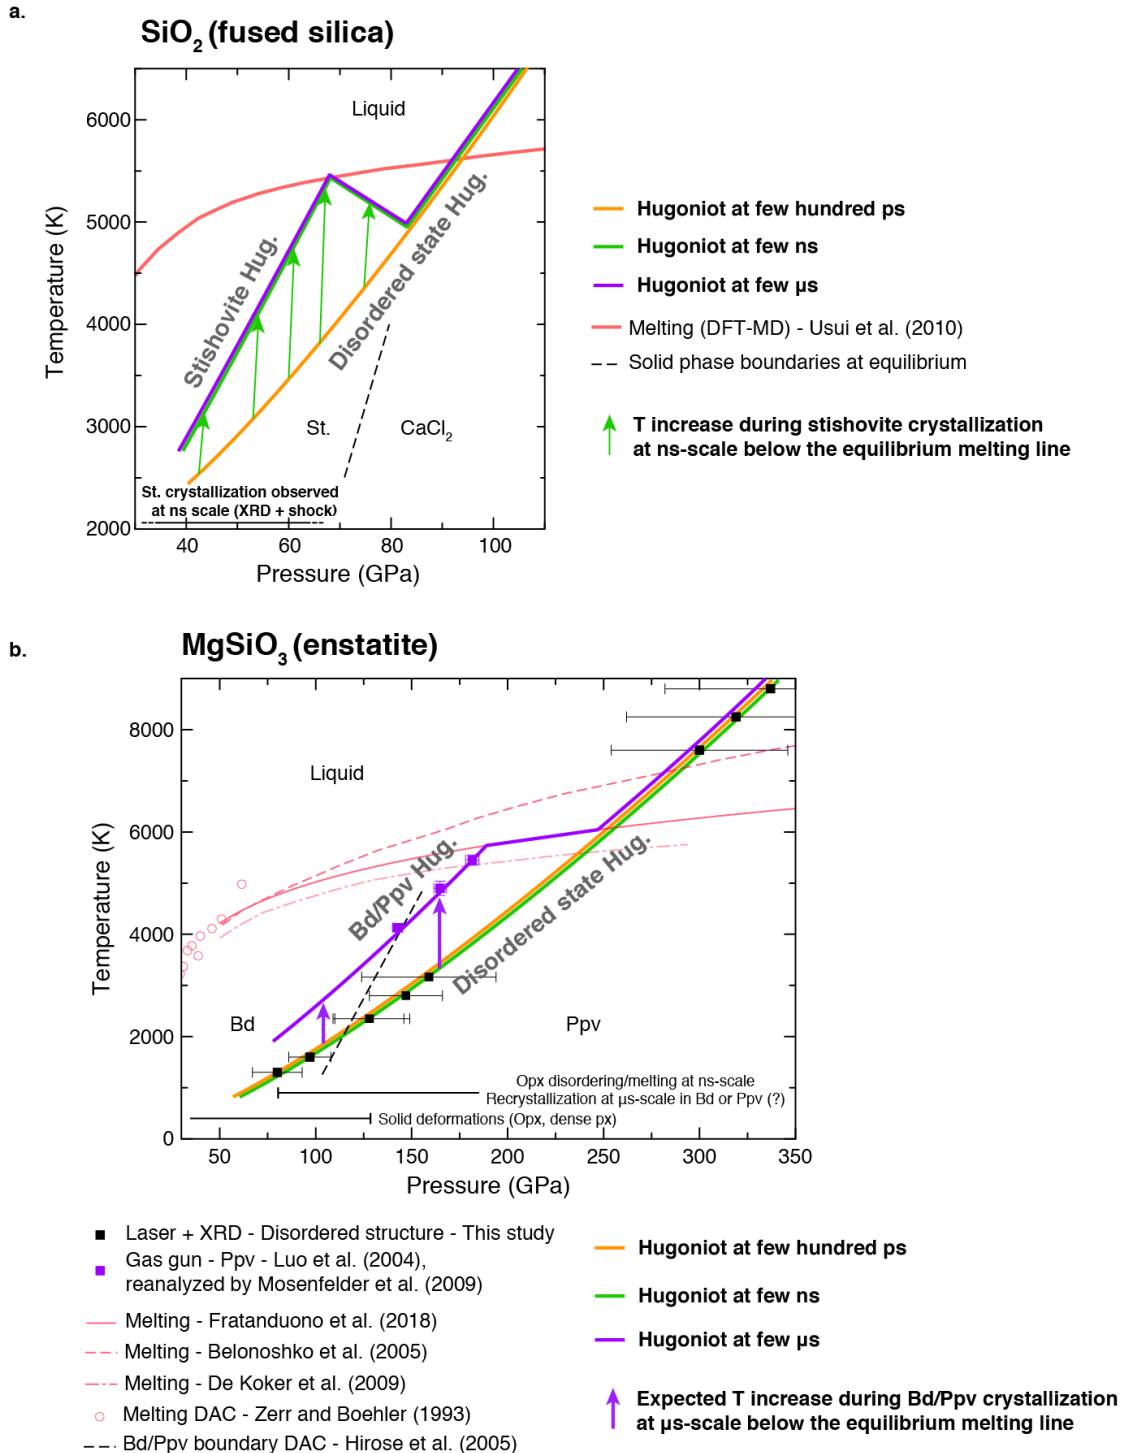 a.
SiO2 (fused silica)
Liquid
Stishovite Hug.
Disordered state Hug.
St.
CaCl2
St. crystallization observed
at ns scale (XRD + shock)
Temperature (K)
6000
5000
4000
3000
2000
40
60
80
100
Pressure (GPa)
Hugoniot at few hundred ps
Hugoniot at few ns
Hugoniot at few µs
Melting (DFT-MD) - Usui et al. (2010)
Solid phase boundaries at equilibrium
T increase during stishovite crystallization
at ns-scale below the equilibrium melting line
b.
MgSiO3 (enstatite)
Liquid
Bd/Ppv Hug.
Disordered state Hug.
Bd
Ppv
Opx disordering/melting at ns-scale
Recrystallization at µs-scale in Bd or Ppv (?)
Solid deformations (Opx, dense px)
Temperature (K)
8000
6000
4000
2000
0
50
100
150
200
250
300
350
Pressure (GPa)
Laser + XRD - Disordered structure - This study
Gas gun - Ppv - Luo et al. (2004),
reanalyzed by Mosenfelder et al. (2009)
Melting - Fratanduono et al. (2018)
Melting - Belonoshko et al. (2005)
Melting - De Koker et al. (2009)
Melting DAC - Zerr and Boehler (1993)
Bd/Ppv boundary DAC - Hirose et al. (2005)
Hugoniot at few hundred ps
Hugoniot at few ns
Hugoniot at few µs
Expected T increase during Bd/Ppv crystallization
at µs-scale below the equilibrium melting line